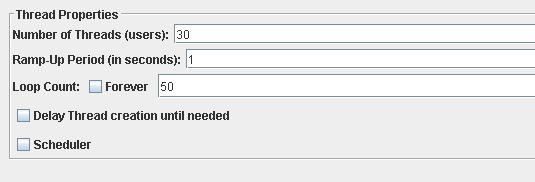 Thread Properties
Number of Threads (users): 30
Ramp-Up Period (in seconds): 1
Loop Count: Forever 50
Delay Thread creation until needed
Scheduler